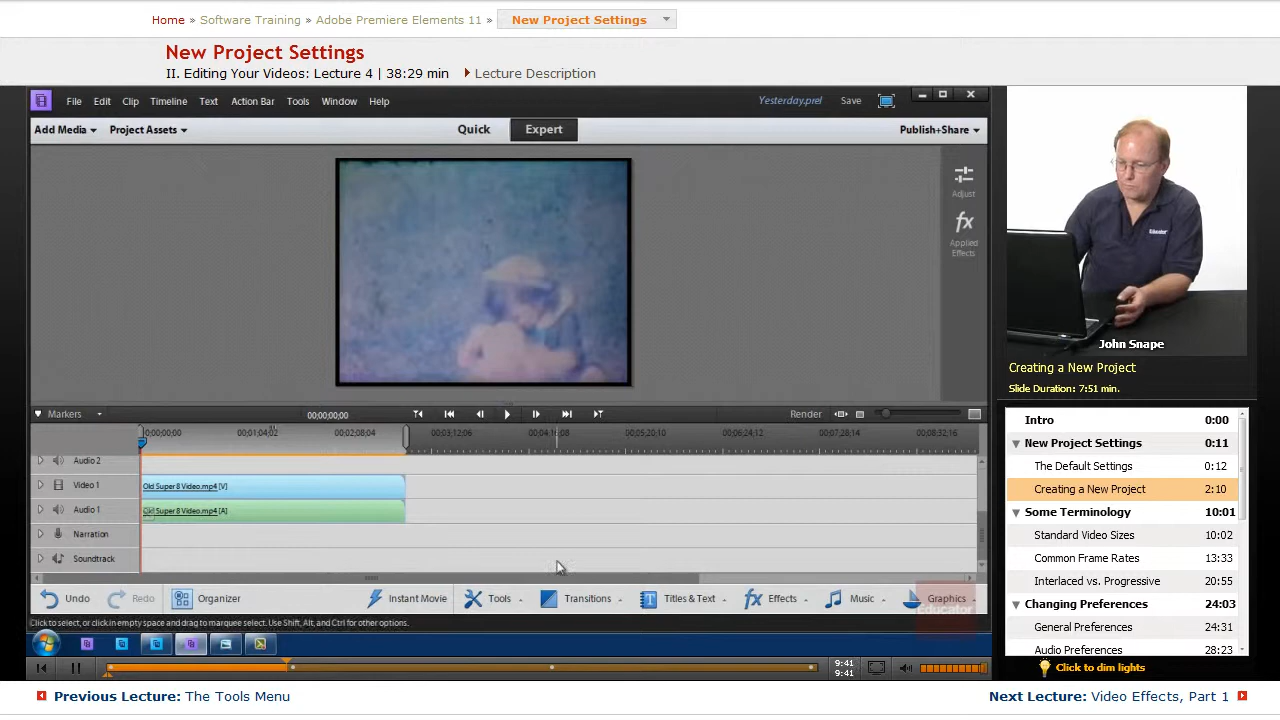 Home » Software Training » Adobe Premiere Elements 11 » New Project Settings
New Project Settings
II. Editing Your Videos: Lecture 4 | 38:29 min Lecture Description
File Edit Clip Timeline Text Action Bar Tools Window Help Yesterday.prel Save
Add Media Project Assets Quick Expert Publish+Share
Adjust
fx
Applied
Effects
Educator
John Snape
Creating a New Project
Slide Duration: 7:51 min.
Markers 00;00;00;00 Render
00;00;00;00 00;01;04;02 00;02;08;04 00;03;12;06 00;04;16;08 00;05;20;10 00;06;24;12 00;07;28;14 00;08;32;16
Audio 2
Video 1 Old Super 8 Video.mp4 [V]
Audio 1 Old Super 8 Video.mp4 [A]
Narration
Soundtrack
Undo Redo Organizer Instant Movie Tools Transitions Titles & Text fx Effects Music Graphics
Educator
Click to select, or click in empty space and drag to marquee select. Use Shift, Alt, and Ctrl for other options.
Intro 0:00
New Project Settings 0:11
The Default Settings 0:12
Creating a New Project 2:10
Some Terminology 10:01
Standard Video Sizes 10:02
Common Frame Rates 13:33
Interlaced vs. Progressive 20:55
Changing Preferences 24:03
General Preferences 24:31
Audio Preferences 28:23
9:41
9:41
Click to dim lights
Previous Lecture: The Tools Menu
Next Lecture: Video Effects, Part 1